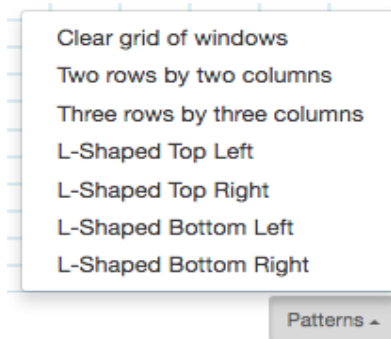 Clear grid of windows
Two rows by two columns
Three rows by three columns
L-Shaped Top Left
L-Shaped Top Right
L-Shaped Bottom Left
L-Shaped Bottom Right
Patterns